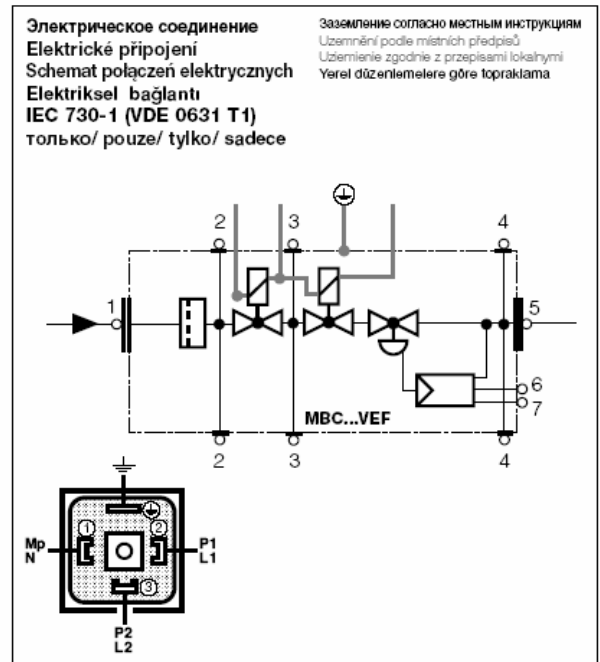 Электрическое соединение
Elektrické připojení
Schemat połączeń elektrycznych
Elektriksel bağlantı
IEC 730-1 (VDE 0631 T1)
только/ pouze/ tylko/ sadece
Заземление согласно местным инструкциям
Uzemnění podle místních předpisů
Uziemienie zgodnie z przepisami lokalnymi
Yerel düzenlemelere göre topraklama
2 3 4
1 5
6
7
MBC...VEF
2 3 4
1 2
Mp P1
N L1
3
P2
L2